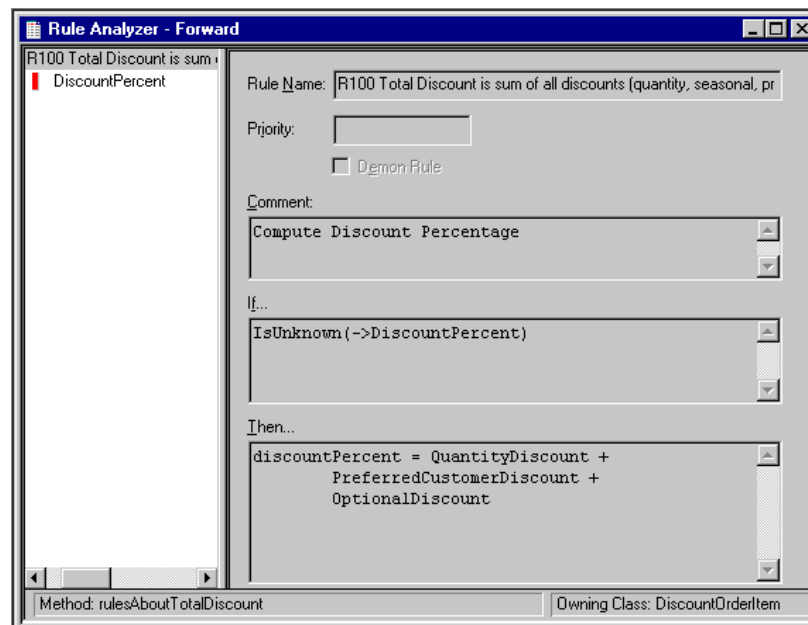 Rule Analyzer - Forward
R100 Total Discount is sum
DiscountPercent
Rule Name: R100 Total Discount is sum of all discounts (quantity, seasonal, pr
Priority:
Demon Rule
Comment:
Compute Discount Percentage
If...
IsUnknown(->DiscountPercent)
Then...
discountPercent = QuantityDiscount +
PreferredCustomerDiscount +
OptionalDiscount
Method: rulesAboutTotalDiscount Owning Class: DiscountOrderItem